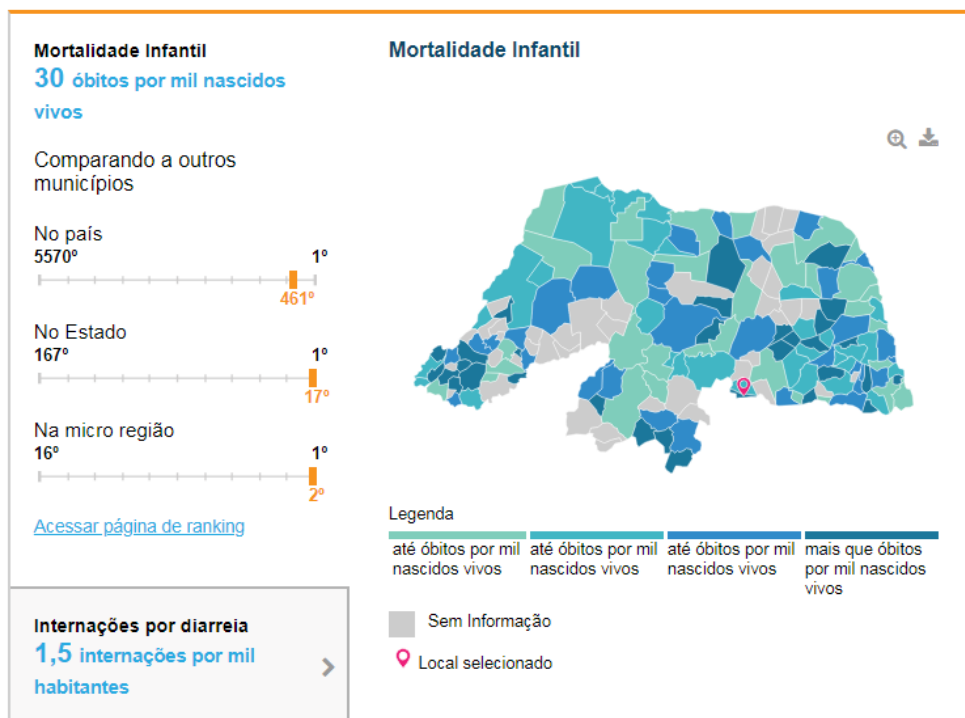 Mortalidade Infantil
30 óbitos por mil nascidos
vivos
Comparando a outros
municípios
No país
5570º 1º
461º
No Estado
167º 1º
17º
Na micro região
16º 1º
2º
Acessar página de ranking
Internações por diarreia
1,5 internações por mil
habitantes
Mortalidade Infantil
Legenda
até óbitos por mil
nascidos vivos
até óbitos por mil
nascidos vivos
até óbitos por mil
nascidos vivos
mais que óbitos
por mil nascidos
vivos
Sem Informação
Local selecionado